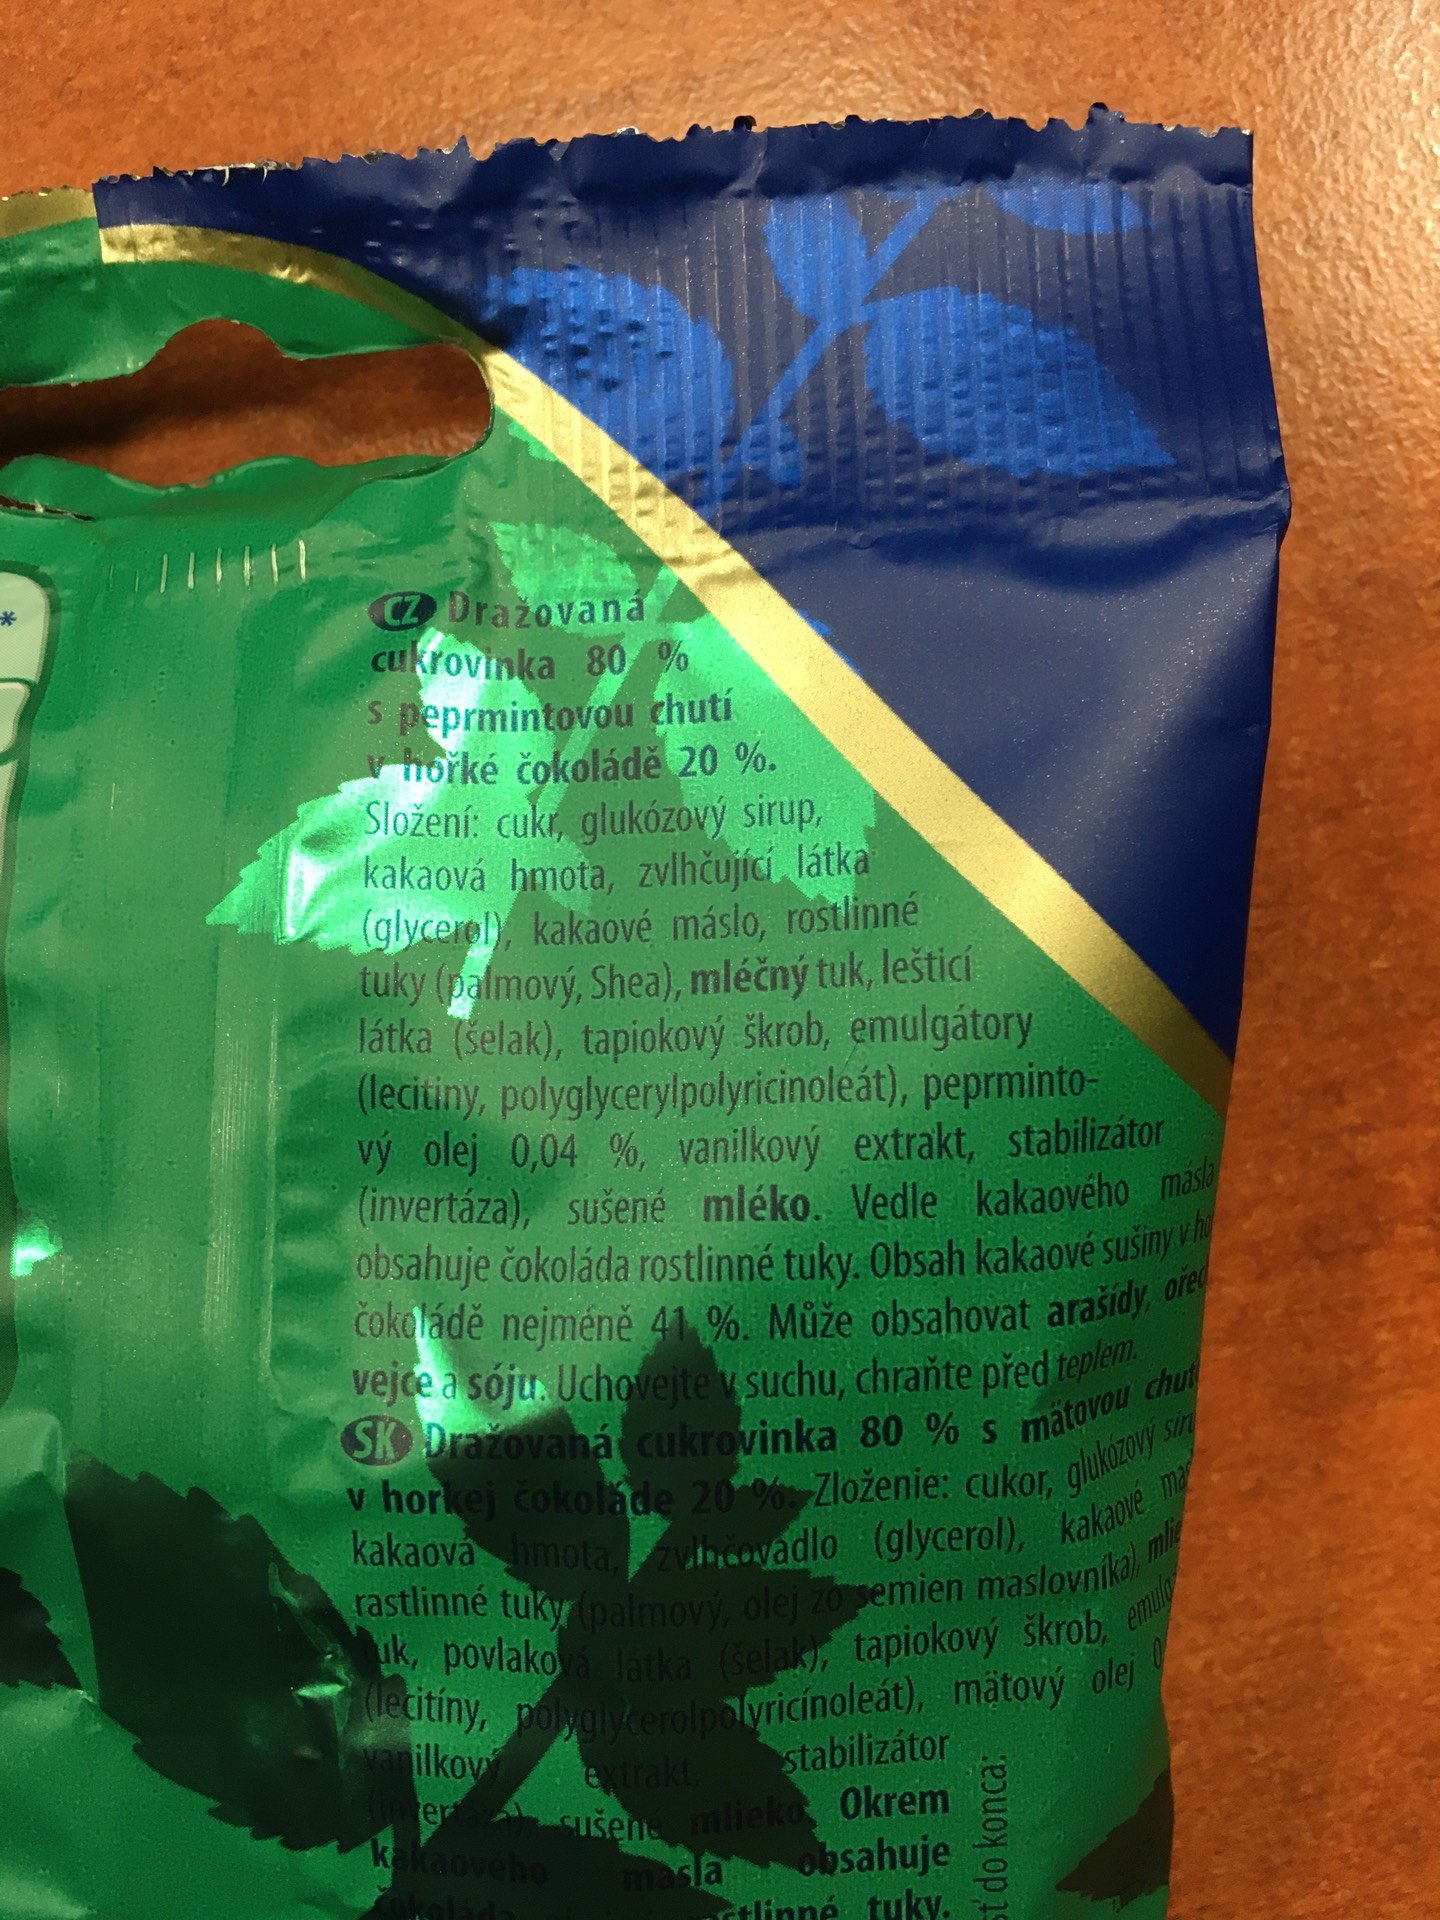 *
CZ Dražovaná
cukrovinka 80 %
s peprmintovou chutí
v hořké čokoládě 20 %.
Složení: cukr, glukózový sirup,
kakaová hmota, zvlhčující látka
(glycerol), kakaové máslo, rostlinné
tuky (palmový, Shea), mléčný tuk, lešticí
látka (šelak), tapiokový škrob, emulgátory
(lecitiny, polyglycerylpolyricinoleát), peprminto-
vý olej 0,04 %, vanilkový extrakt, stabilizátor
(invertáza), sušené mléko. Vedle kakaového másla
obsahuje čokoláda rostlinné tuky. Obsah kakaové sušiny v
čokoládě nejméně 41 %. Může obsahovat arašídy,
vejce a sóju. Uchovejte v suchu, chraňte před teplem.
SK Dražovaná cukrovinka 80 % s mätovou
v horkej čokoláde 20 %. Zloženie: cukor, glukózový
kakaová hmota, zvlhčovadlo (glycerol), kakaové
rastlinné tuky (palmový, olej zo semien maslovníka),
tuk, povlaková látka (šelak), tapiokový škrob,
(lecitíny, polyglycerolpolyricínoleát), mätový olej
vanilkový extrakt, stabilizátor
(invertáza), sušené mlieko. Okrem
kakaového masla obsahuje
čokoláda tuky.
do konca: